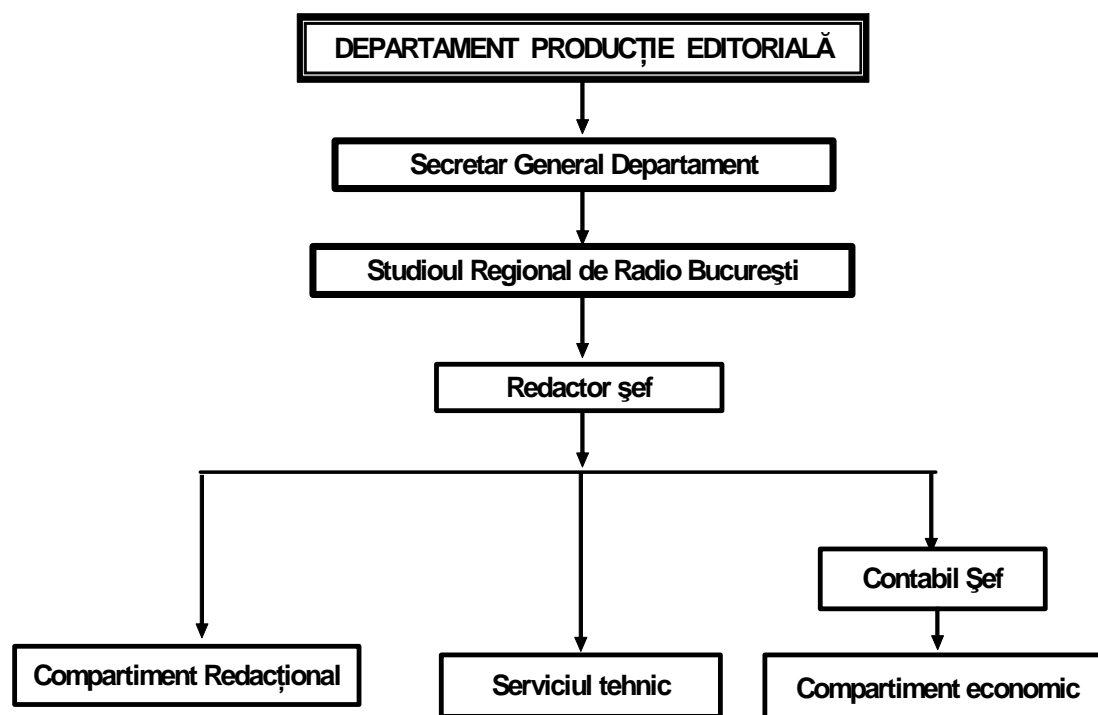 DEPARTAMENT PRODUCȚIE EDITORIALĂ
Secretar General Departament
Studioul Regional de Radio Bucureşti
Redactor şef
Contabil Şef
Compartiment Redacțional
Serviciul tehnic
Compartiment economic